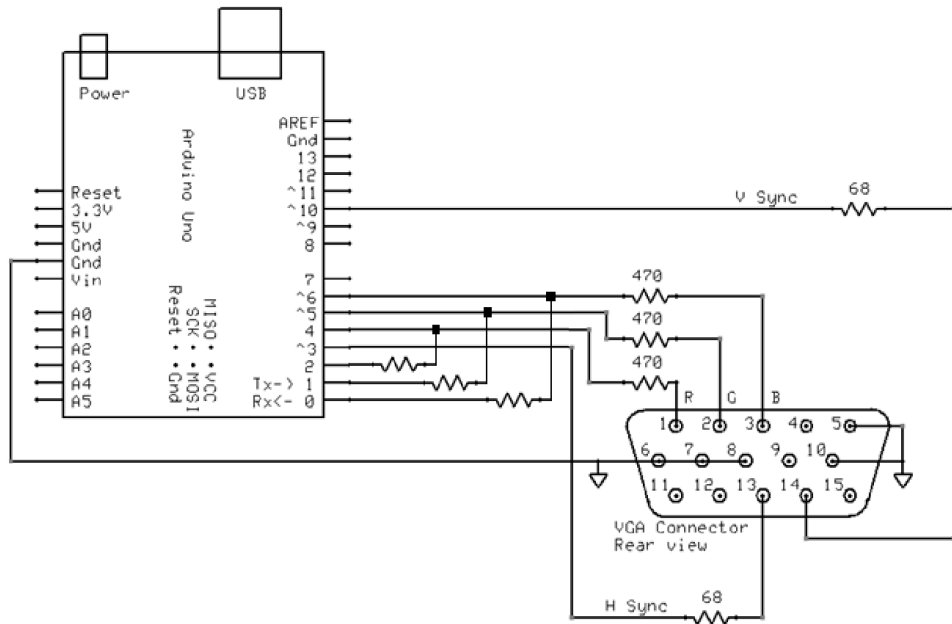 Power
USB
Arduino Uno
AREF
Gnd
13
12
^11
^10
^9
8
7
^6
^5
4
^3
2
Tx-> 1
Rx<- 0
Reset
3.3V
5V
Gnd
Gnd
Vin
A0
A1
A2
A3
A4
A5
MISO · · VCC
SCK · · MOSI
Reset · · Gnd
V Sync
68
470
470
470
R G B
1 2 3 4 5
6 7 8 9 10
11 12 13 14 15
VGA Connector
Rear view
H Sync
68